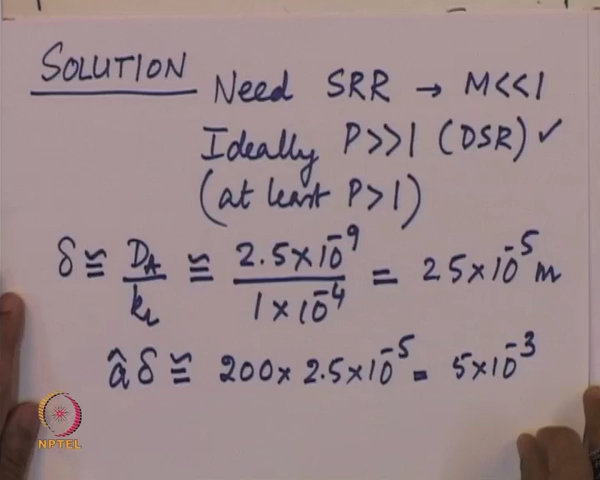 SOLUTION Need SRR → M<<1
Ideally P>>1 (DSR) ✓
(at least P>1)
δ ≅ D_A/k_L ≅ 2.5×10^-9/1×10^-4 = 2.5×10^-5 m
â δ ≅ 200× 2.5×10^-5 = 5×10^-3
NPTEL